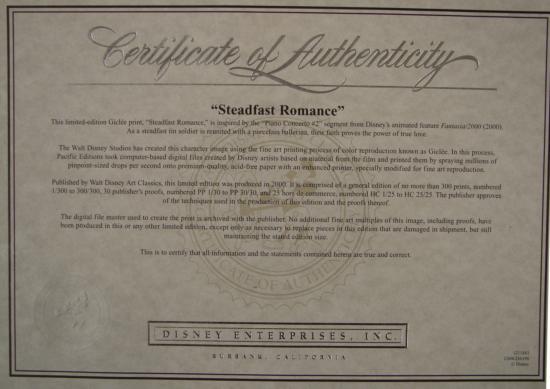 Certificate of Authenticity
"Steadfast Romance"
This limited-edition Giclée print, "Steadfast Romance," is inspired by the "Piano Concerto #2" segment from Disney's animated feature Fantasia/2000 (2000).
As a steadfast tin soldier is reunited with a porcelain ballerina, their faith proves the power of true love.
The Walt Disney Studios has created this character image using the fine art printing process of color reproduction known as Giclée. In this process,
Pacific Editions took computer-based digital files created by Disney artists based on material from the film and printed them by spraying millions of
pinpoint-sized drops per second onto premium-quality, acid-free paper with an enhanced printer, specially modified for fine art reproduction.
Published by Walt Disney Art Classics, this limited edition was produced in 2000. It is comprised of a general edition of no more than 300 prints, numbered
1/300 to 300/300, 30 publisher's proofs, numbered PP 1/30 to PP 30/30, and 25 hors de commerce, numbered HC 1/25 to HC 25/25. The publisher approves
of the techniques used in the production of this edition and the proofs thereof.
The digital file master used to create the print is archived with the publisher. No additional fine art multiples of this image, including proofs, have
been produced in this or any other limited edition, except only as necessary to replace pieces in this edition that are damaged in shipment, but still
maintaining the stated edition size.
This is to certify that all information and the statements contained herein are true and correct.
CERTIFICATE OF AUTHENTICITY
DISNEY ENTERPRISES, INC.
BURBANK, CALIFORNIA
© Disney